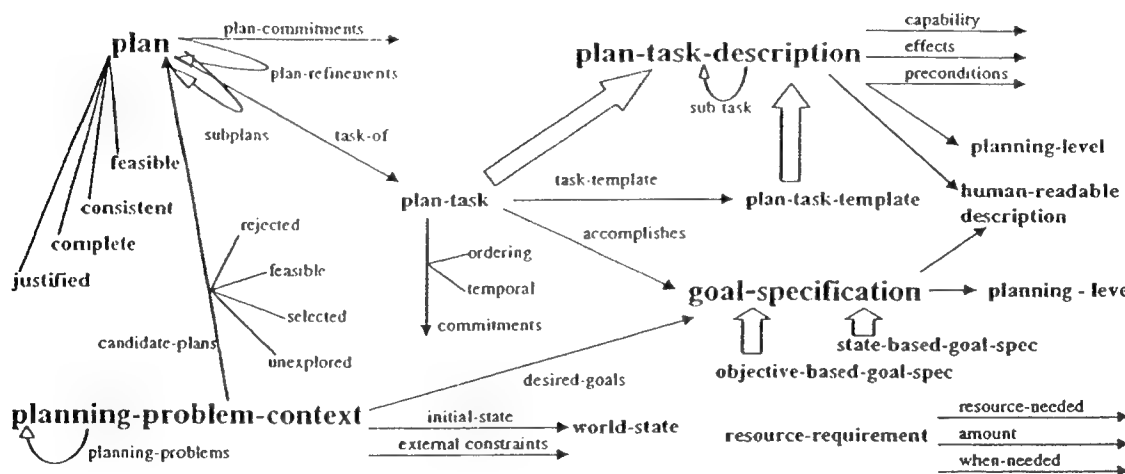 plan
plan-commitments
plan-refinements
subplans
task-of
feasible
consistent
complete
justified
plan-task-description
capability
effects
preconditions
sub task
planning-level
human-readable
description
plan-task
task-template
plan-task-template
accomplishes
ordering
temporal
commitments
rejected
feasible
selected
unexplored
candidate-plans
goal-specification
planning - leve
state-based-goal-spec
objective-based-goal-spec
desired-goals
planning-problem-context
planning-problems
initial-state
external constraints
world-state
resource-requirement
resource-needed
amount
when-needed